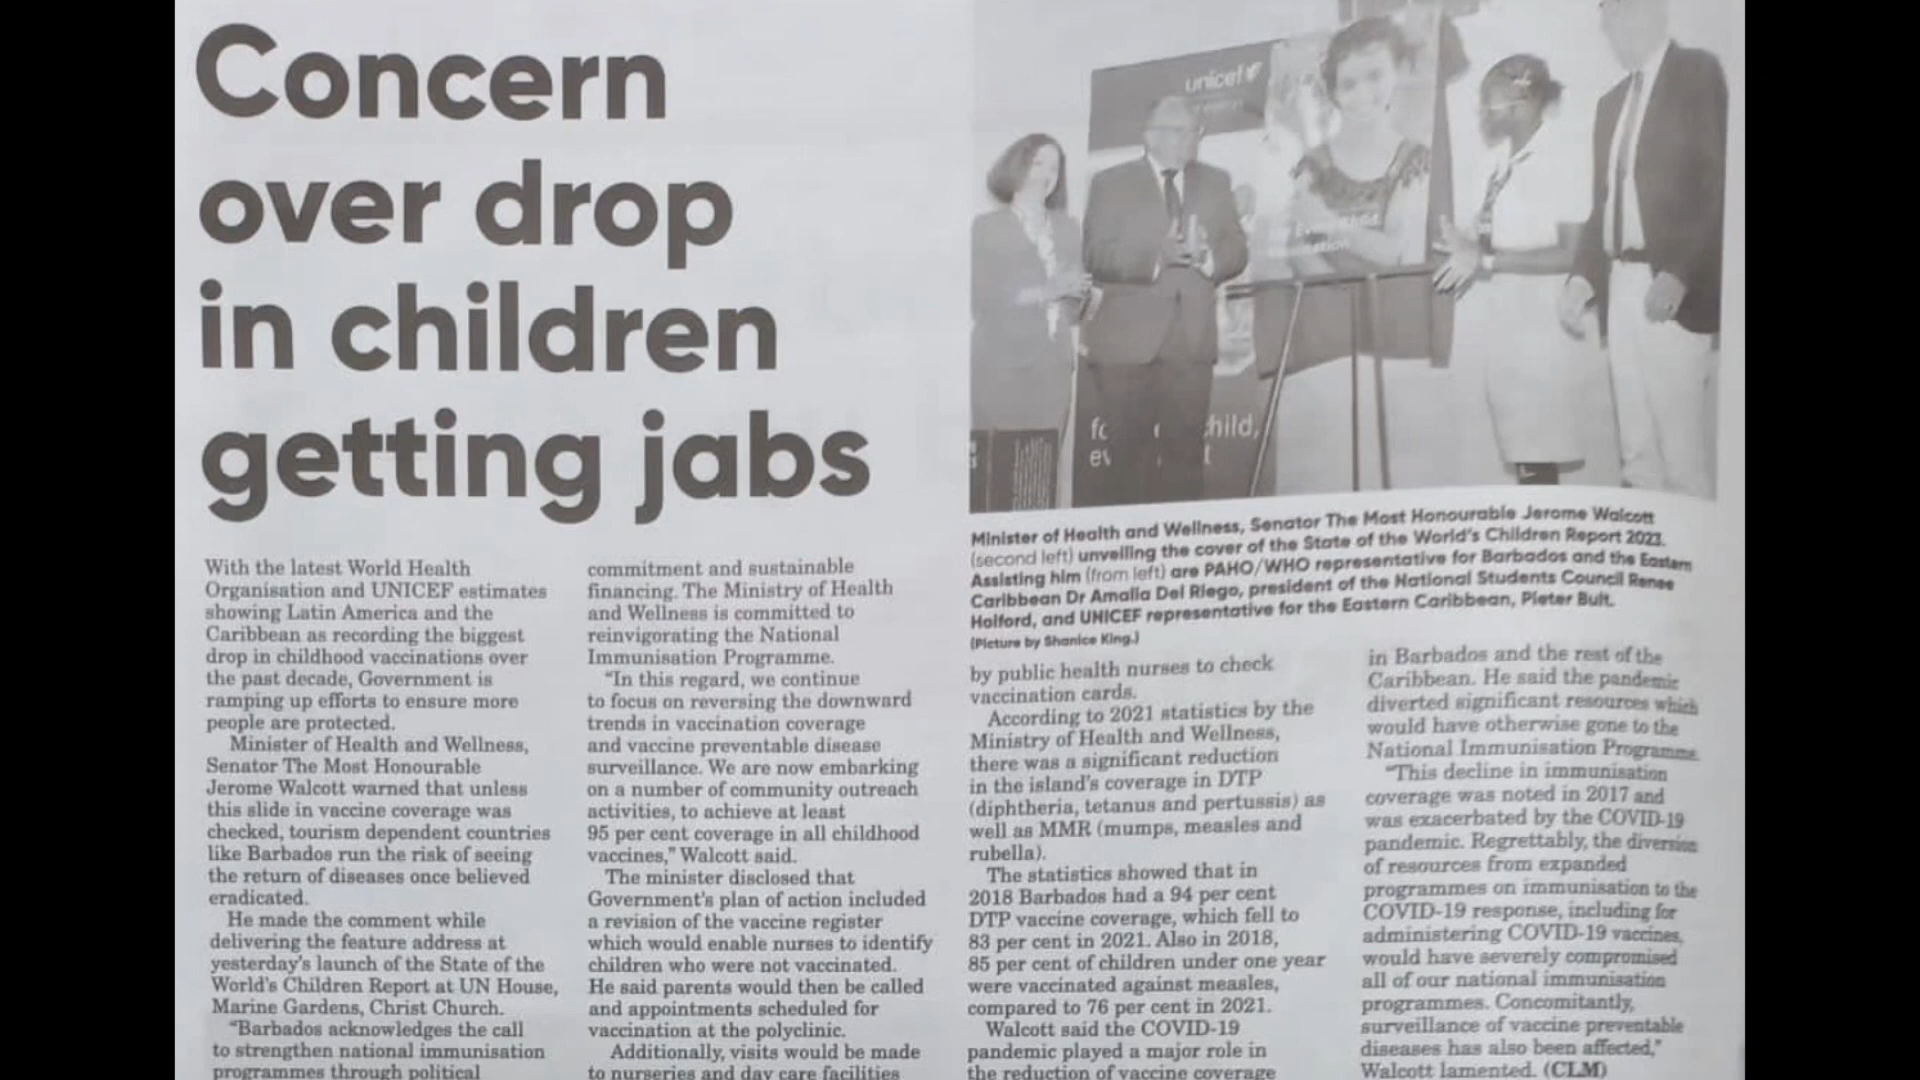 Concern
over drop
in children
getting jabs
With the latest World Health
Organisation and UNICEF estimates
showing Latin America and the
Caribbean as recording the biggest
drop in childhood vaccinations over
the past decade, Government is
ramping up efforts to ensure more
people are protected.
Minister of Health and Wellness,
Senator The Most Honourable
Jerome Walcott warned that unless
this slide in vaccine coverage was
checked, tourism dependent countries
like Barbados run the risk of seeing
the return of diseases once believed
eradicated.
He made the comment while
delivering the feature address at
yesterday's launch of the State of the
World's Children Report at UN House,
Marine Gardens, Christ Church.
"Barbados acknowledges the call
to strengthen national immunisation
programmes through political
commitment and sustainable
financing. The Ministry of Health
and Wellness is committed to
reinvigorating the National
Immunisation Programme.
"In this regard, we continue
to focus on reversing the downward
trends in vaccination coverage
and vaccine preventable disease
surveillance. We are now embarking
on a number of community outreach
activities, to achieve at least
95 per cent coverage in all childhood
vaccines," Walcott said.
The minister disclosed that
Government's plan of action included
a revision of the vaccine register
which would enable nurses to identify
children who were not vaccinated.
He said parents would then be called
and appointments scheduled for
vaccination at the polyclinic.
Additionally, visits would be made
to nurseries and day care facilities
unicef
child,
Minister of Health and Wellness, Senator The Most Honourable Jerome Walcott
(second left) unveiling the cover of the State of the World's Children Report 2023.
Assisting him (from left) are PAHO/WHO representative for Barbados and the Eastern
Caribbean Dr Amalia Del Riego, president of the National Students Council Renee
Holford, and UNICEF representative for the Eastern Caribbean, Pieter Bult.
(Picture by Shanice King.)
by public health nurses to check
vaccination cards.
According to 2021 statistics by the
Ministry of Health and Wellness,
there was a significant reduction
in the island's coverage in DTP
(diphtheria, tetanus and pertussis) as
well as MMR (mumps, measles and
rubella).
The statistics showed that in
2018 Barbados had a 94 per cent
DTP vaccine coverage, which fell to
83 per cent in 2021. Also in 2018,
85 per cent of children under one year
were vaccinated against measles,
compared to 76 per cent in 2021.
Walcott said the COVID-19
pandemic played a major role in
the reduction of vaccine coverage
in Barbados and the rest of the
Caribbean. He said the pandemic
diverted significant resources which
would have otherwise gone to the
National Immunisation Programme.
"This decline in immunisation
coverage was noted in 2017 and
was exacerbated by the COVID-19
pandemic. Regrettably, the diversion
of resources from expanded
programmes on immunisation to the
COVID-19 response, including for
administering COVID-19 vaccines,
would have severely compromised
all of our national immunisation
programmes. Concomitantly,
surveillance of vaccine preventable
diseases has also been affected,"
Walcott lamented. (CLM)